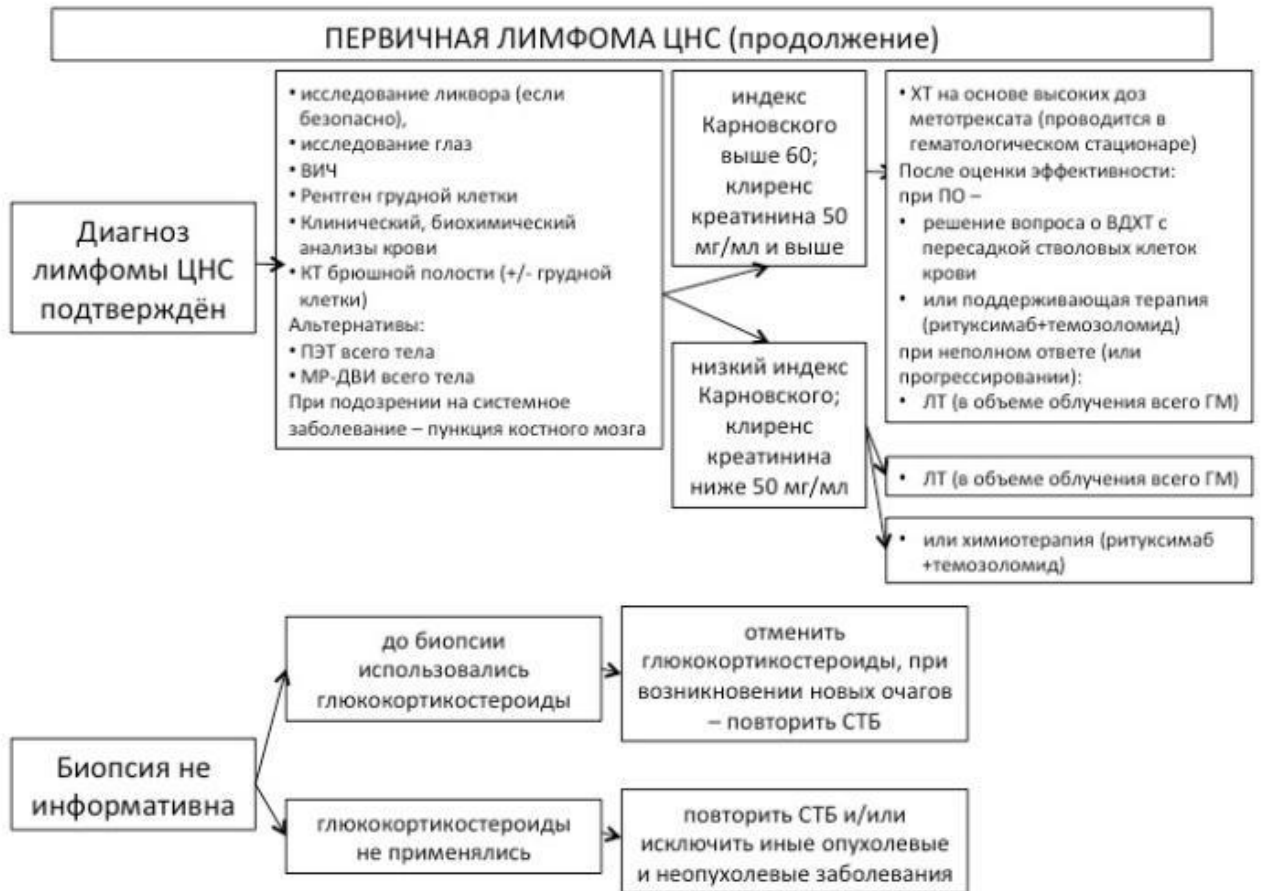 ПЕРВИЧНАЯ ЛИМФОМА ЦНС (продолжение)
Диагноз
лимфомы ЦНС
подтверждён
• исследование ликвора (если
безопасно),
• исследование глаз
• ВИЧ
• Рентген грудной клетки
• Клинический, биохимический
анализы крови
• КТ брюшной полости (+/- грудной
клетки)
Альтернативы:
• ПЭТ всего тела
• МР-ДВИ всего тела
При подозрении на системное
заболевание – пункция костного мозга
индекс
Карновского
выше 60;
клиренс
креатинина 50
мг/мл и выше
низкий индекс
Карновского;
клиренс
креатинина
ниже 50 мг/мл
• ХТ на основе высоких доз
метотрексата (проводится в
гематологическом стационаре)
После оценки эффективности:
при ПО –
• решение вопроса о ВДХТ с
пересадкой стволовых клеток
крови
• или поддерживающая терапия
(ритуксимаб+темозоломид)
при неполном ответе (или
прогрессировании):
• ЛТ (в объеме облучения всего ГМ)
• ЛТ (в объеме облучения всего ГМ)
• или химиотерапия (ритуксимаб
+темозоломид)
Биопсия не
информативна
до биопсии
использовались
глюкокортикостероиды
отменить
глюкокортикостероиды, при
возникновении новых очагов
– повторить СТБ
глюкокортикостероиды
не применялись
повторить СТБ и/или
исключить иные опухолевые
и неопухолевые заболевания